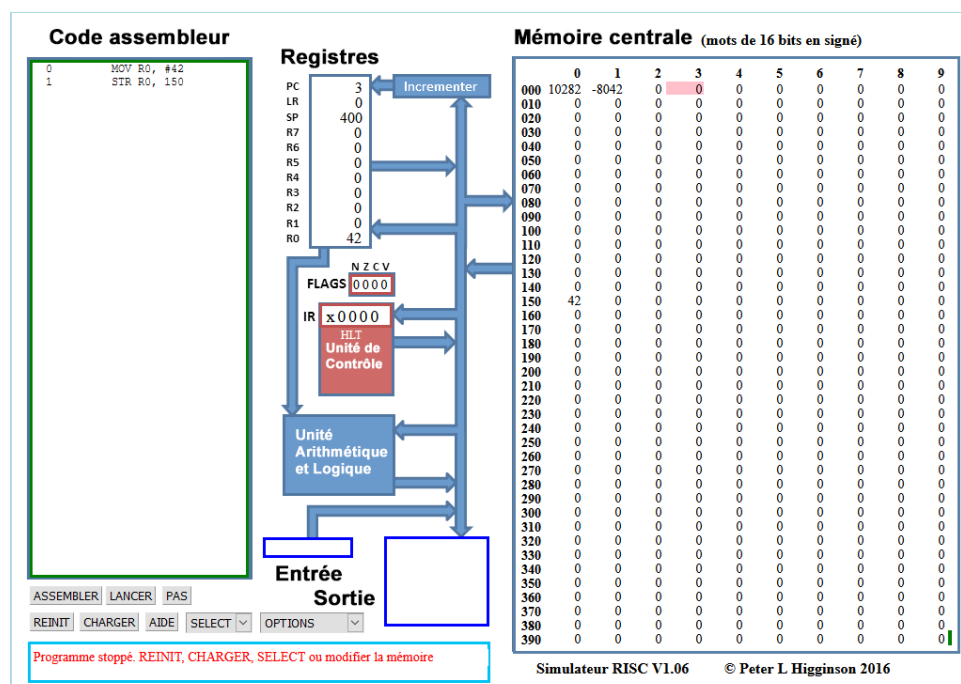 Code assembleur
0 MOV R0, #42
1 STR R0, 150
Registres
PC 3
LR 0
SP 400
R7 0
R6 0
R5 0
R4 0
R3 0
R2 0
R1 0
R0 42
Incrementer
N Z C V
FLAGS 0000
IR x0000
HLT
Unité de
Contrôle
Unité
Arithmétique
et Logique
Entrée
Sortie
ASSEMBLER LANCER PAS
REINIT CHARGER AIDE SELECT OPTIONS
Programme stoppé. REINIT, CHARGER, SELECT ou modifier la mémoire
Mémoire centrale (mots de 16 bits en signé)
0 1 2 3 4 5 6 7 8 9
000 10282 -8042 0 0 0 0 0 0 0 0
010 0 0 0 0 0 0 0 0 0 0
020 0 0 0 0 0 0 0 0 0 0
030 0 0 0 0 0 0 0 0 0 0
040 0 0 0 0 0 0 0 0 0 0
050 0 0 0 0 0 0 0 0 0 0
060 0 0 0 0 0 0 0 0 0 0
070 0 0 0 0 0 0 0 0 0 0
080 0 0 0 0 0 0 0 0 0 0
090 0 0 0 0 0 0 0 0 0 0
100 0 0 0 0 0 0 0 0 0 0
110 0 0 0 0 0 0 0 0 0 0
120 0 0 0 0 0 0 0 0 0 0
130 0 0 0 0 0 0 0 0 0 0
140 0 0 0 0 0 0 0 0 0 0
150 42 0 0 0 0 0 0 0 0 0
160 0 0 0 0 0 0 0 0 0 0
170 0 0 0 0 0 0 0 0 0 0
180 0 0 0 0 0 0 0 0 0 0
190 0 0 0 0 0 0 0 0 0 0
200 0 0 0 0 0 0 0 0 0 0
210 0 0 0 0 0 0 0 0 0 0
220 0 0 0 0 0 0 0 0 0 0
230 0 0 0 0 0 0 0 0 0 0
240 0 0 0 0 0 0 0 0 0 0
250 0 0 0 0 0 0 0 0 0 0
260 0 0 0 0 0 0 0 0 0 0
270 0 0 0 0 0 0 0 0 0 0
280 0 0 0 0 0 0 0 0 0 0
290 0 0 0 0 0 0 0 0 0 0
300 0 0 0 0 0 0 0 0 0 0
310 0 0 0 0 0 0 0 0 0 0
320 0 0 0 0 0 0 0 0 0 0
330 0 0 0 0 0 0 0 0 0 0
340 0 0 0 0 0 0 0 0 0 0
350 0 0 0 0 0 0 0 0 0 0
360 0 0 0 0 0 0 0 0 0 0
370 0 0 0 0 0 0 0 0 0 0
380 0 0 0 0 0 0 0 0 0 0
390 0 0 0 0 0 0 0 0 0 0
Simulateur RISC V1.06 © Peter L Higginson 2016